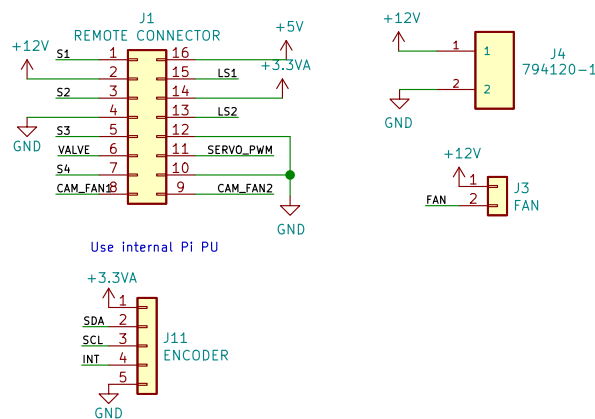 J1
REMOTE CONNECTOR
+12V
+5V
+3.3VA
S1 1 16
2 15 LS1
S2 3 14
4 13 LS2
GND
S3 5 12
VALVE 6 11 SERVO_PWM
S4 7 10
CAM_FAN1 8 9 CAM_FAN2
GND
+12V
1 1
J4
794120-1
2 2
GND
+12V
1
J3
FAN 2
FAN
Use internal Pi PU
+3.3VA
1
SDA 2
SCL 3
J11
INT 4
ENCODER
5
GND